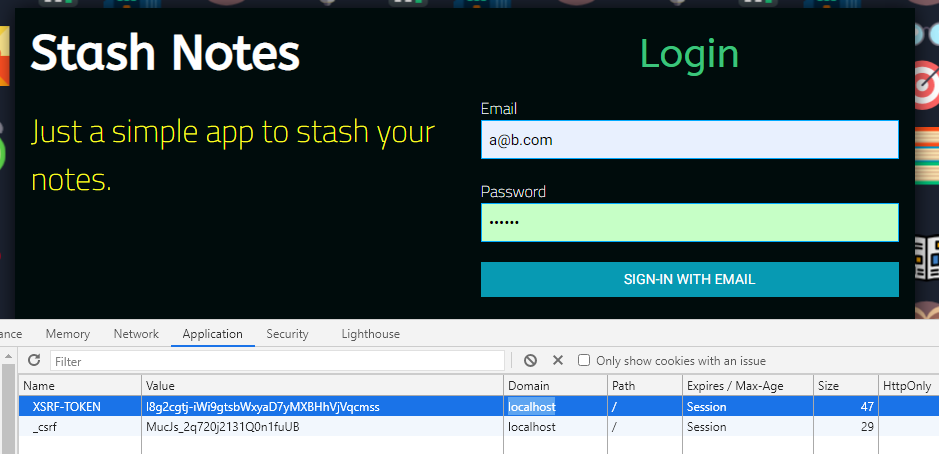 Stash Notes
Just a simple app to stash your
notes.
Login
Email
a@b.com
Password
••••••
SIGN-IN WITH EMAIL
ance Memory Network Application Security Lighthouse
Filter Only show cookies with an issue
Name Value Domain Path Expires / Max-Age Size HttpOnly
XSRF-TOKEN I8g2cgtj-iWi9gtsbWxyaD7yMXBHhVjVqcmss localhost / Session 47
_csrf MucJs_2q720j2131Q0n1fuUB localhost / Session 29